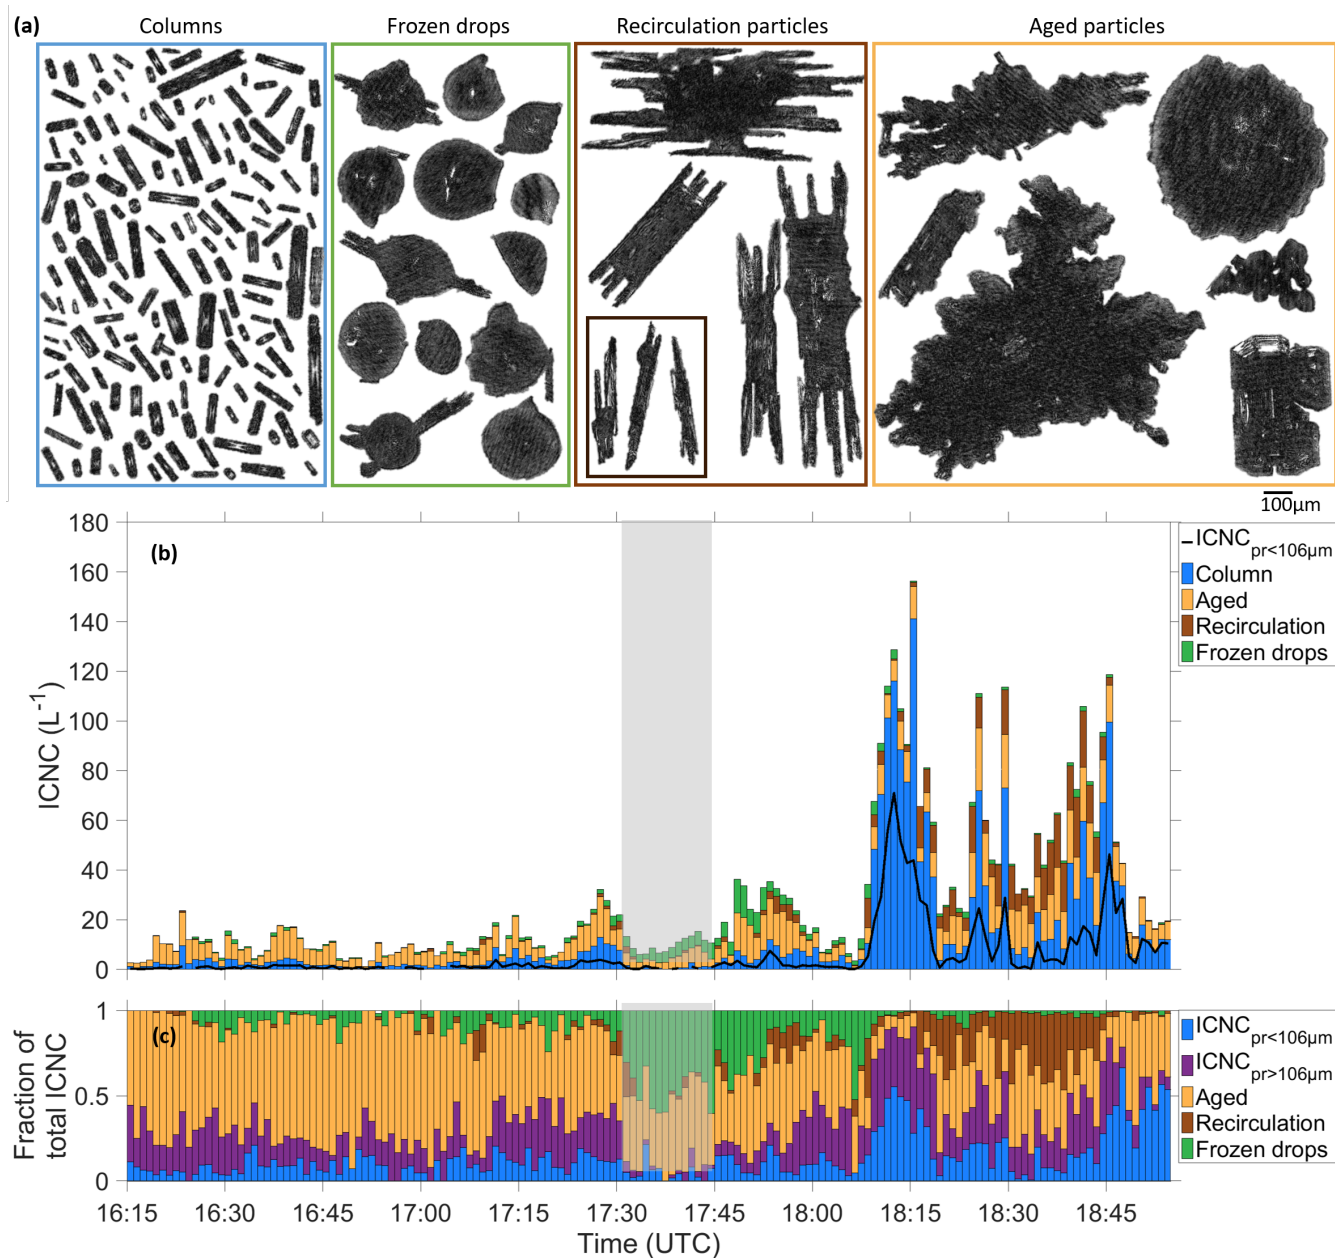 (a)
Columns
Frozen drops
Recirculation particles
Aged particles
100µm
(b)
ICNC (L-1)
180
160
140
120
100
80
60
40
20
0
ICNCpr<106µm
Column
Aged
Recirculation
Frozen drops
(c)
Fraction of
total ICNC
1
0.5
0
ICNCpr<106µm
ICNCpr>106µm
Aged
Recirculation
Frozen drops
16:15 16:30 16:45 17:00 17:15 17:30 17:45 18:00 18:15 18:30 18:45
Time (UTC)